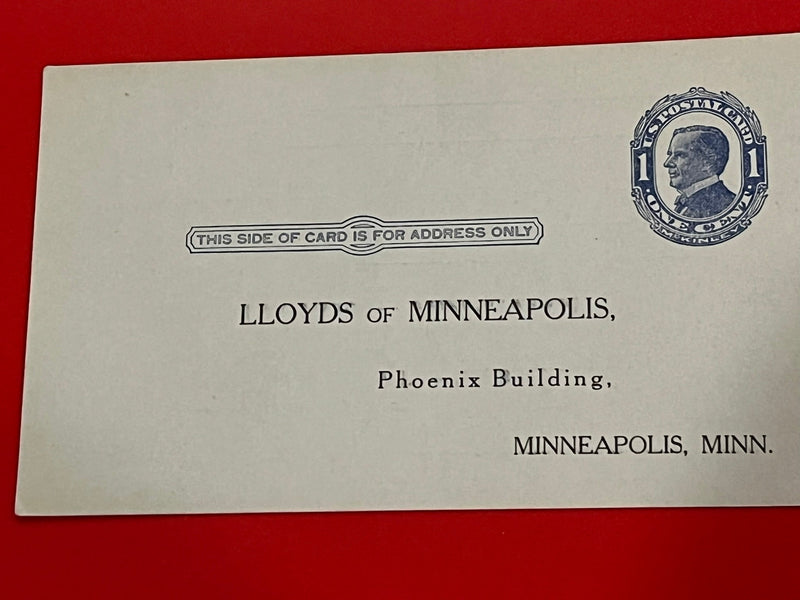 U.S. POSTAL CARD
1 1
ONE CENT
McKINLEY
THIS SIDE OF CARD IS FOR ADDRESS ONLY
LLOYDS OF MINNEAPOLIS,
Phoenix Building,
MINNEAPOLIS, MINN.